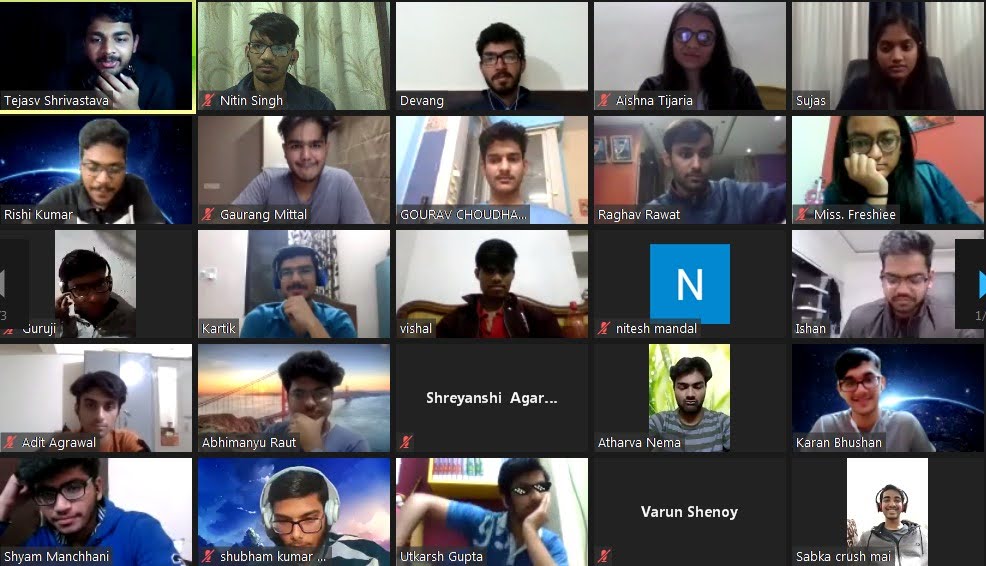 Tejasv Shrivastava
Nitin Singh
Devang
Aishna Tijaria
Sujas
Rishi Kumar
Gaurang Mittal
GOURAV CHOUDHA...
Raghav Rawat
Miss. Freshiee
/3
Guruji
Kartik
vishal
N
nitesh mandal
Ishan
1/
Adit Agrawal
Abhimanyu Raut
Shreyanshi Agar...
Atharva Nema
Karan Bhushan
Shyam Manchhani
shubham kumar ...
Utkarsh Gupta
Varun Shenoy
Sabka crush mai